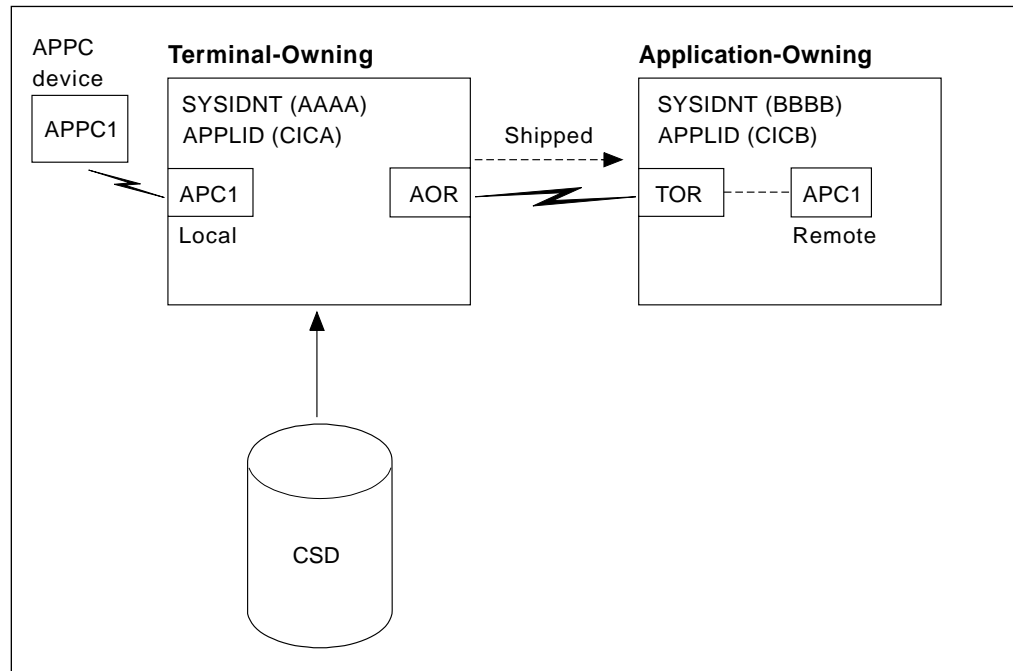 APPC
device
APPC1
Terminal-Owning
SYSIDNT (AAAA)
APPLID (CICA)
APC1
Local
AOR
Shipped
Application-Owning
SYSIDNT (BBBB)
APPLID (CICB)
TOR
APC1
Remote
CSD